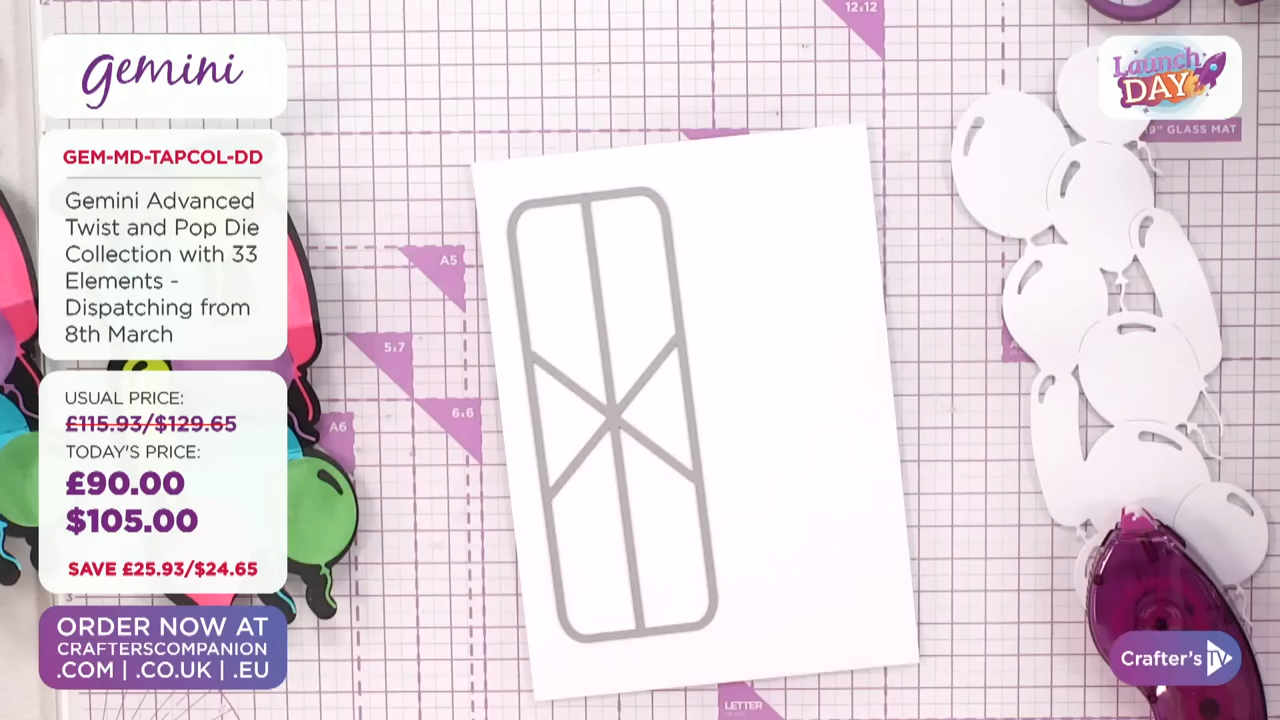 gemini
GEM-MD-TAPCOL-DD
Gemini Advanced
Twist and Pop Die
Collection with 33
Elements -
Dispatching from
8th March
USUAL PRICE:
£115.93/$129.65
TODAY'S PRICE:
£90.00
$105.00
SAVE £25.93/$24.65
ORDER NOW AT
CRAFTERSCOMPANION
.COM | .CO.UK | .EU
12x12
Launch
DAY
9" GLASS MAT
A5
5x7
6x6
A6
LETTER
Crafter's TV